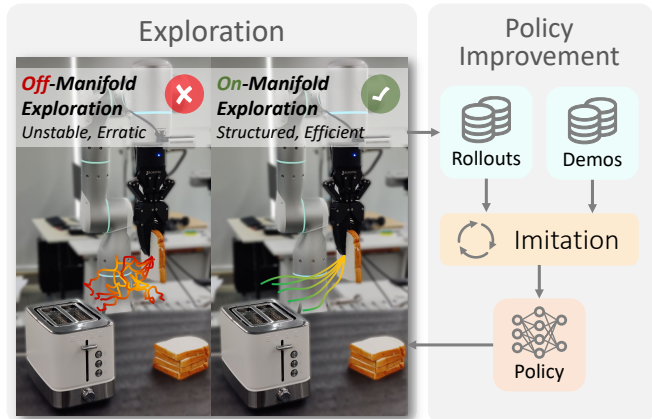 Exploration
Off-Manifold
Exploration
Unstable, Erratic
On-Manifold
Exploration
Structured, Efficient
Policy
Improvement
Rollouts
Demos
Imitation
Policy